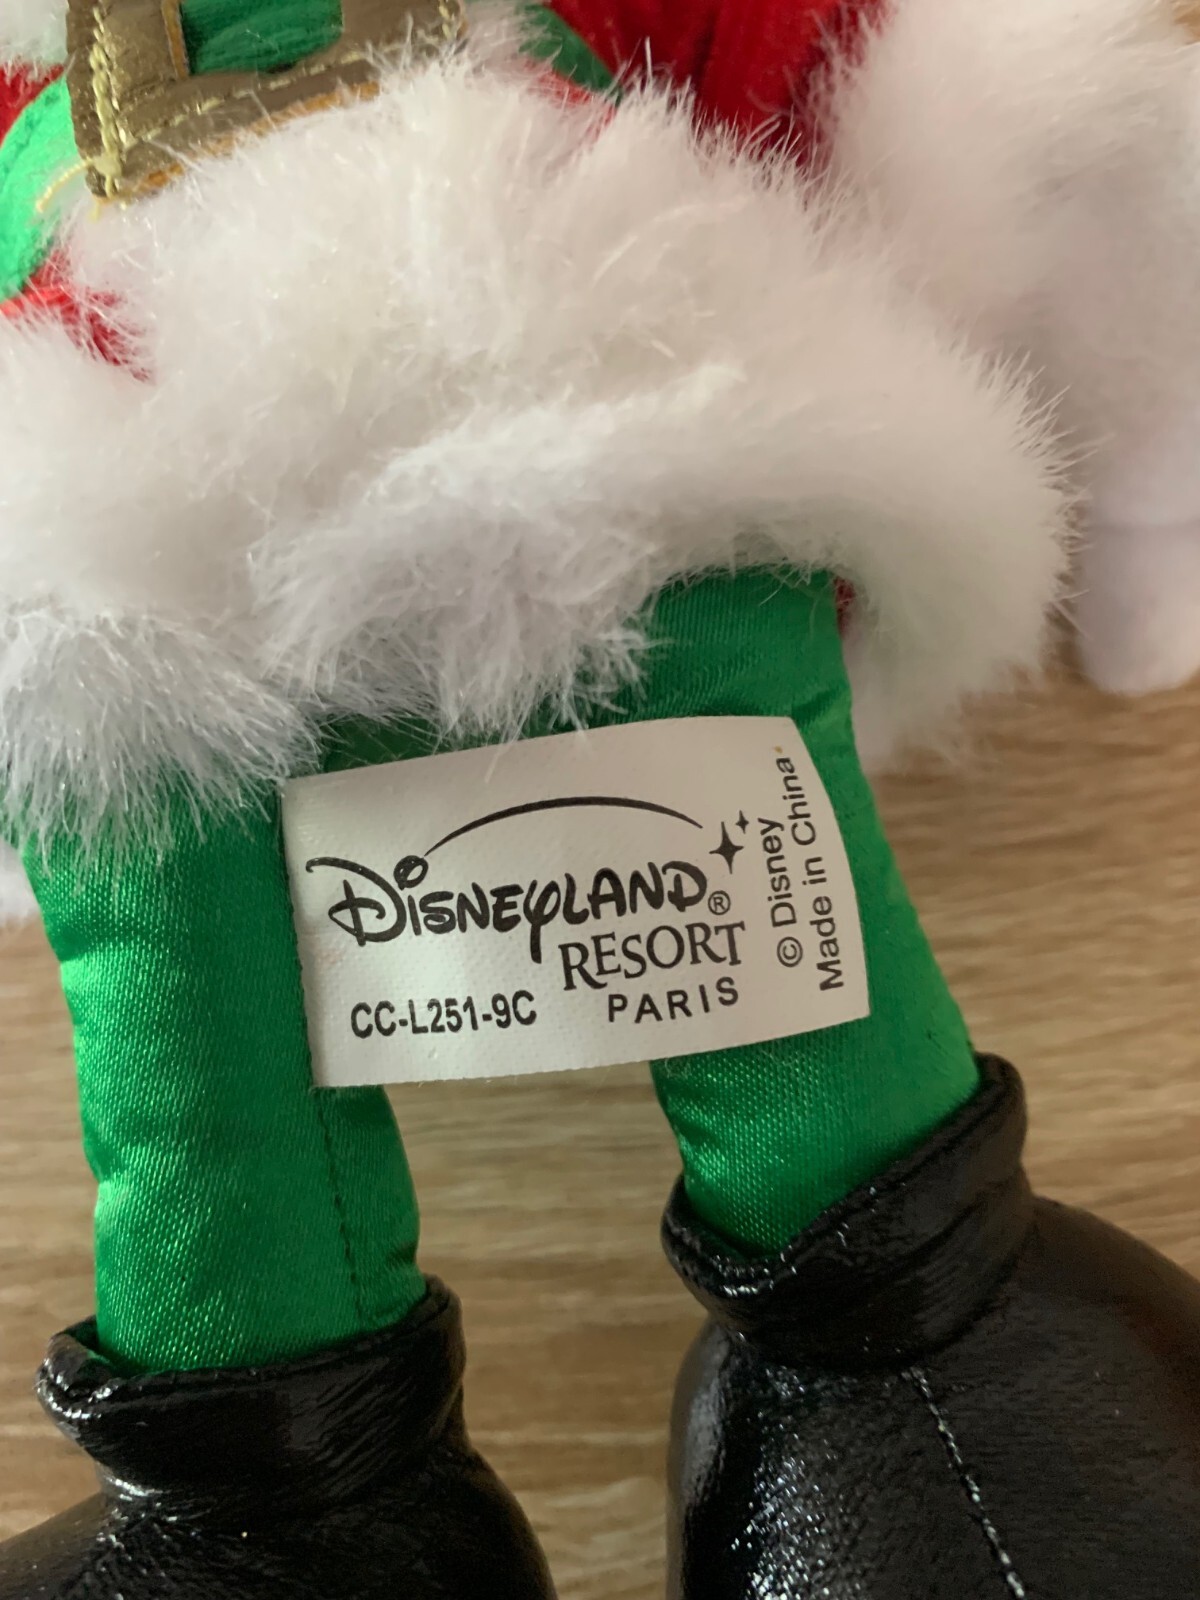 DISNEYLAND®
RESORT
PARIS
CC-L251-9C
© Disney
Made in China